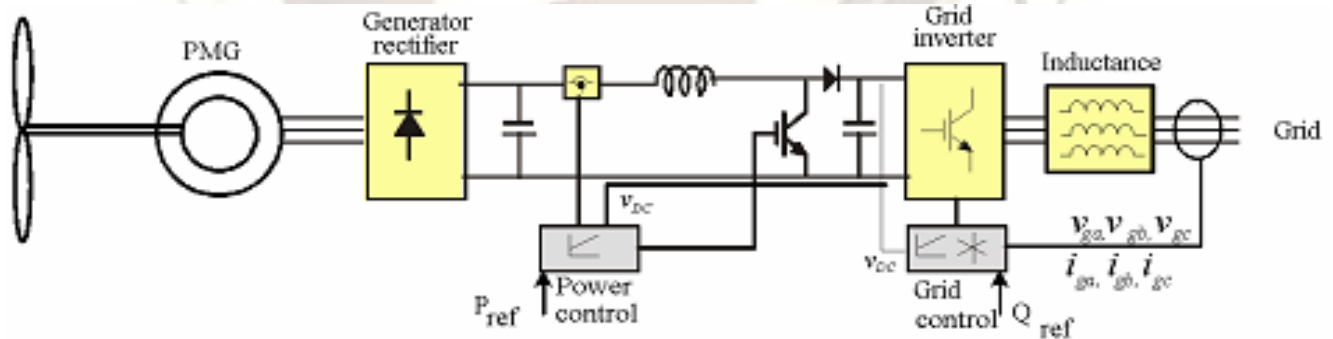 Generator
rectifier
PMG
Grid
inverter
Inductance
Grid
v_DC
v_DC
v_ga, v_gb, v_gc
i_ga, i_gb, i_gc
P_ref
Power
control
Grid
control
Q_ref